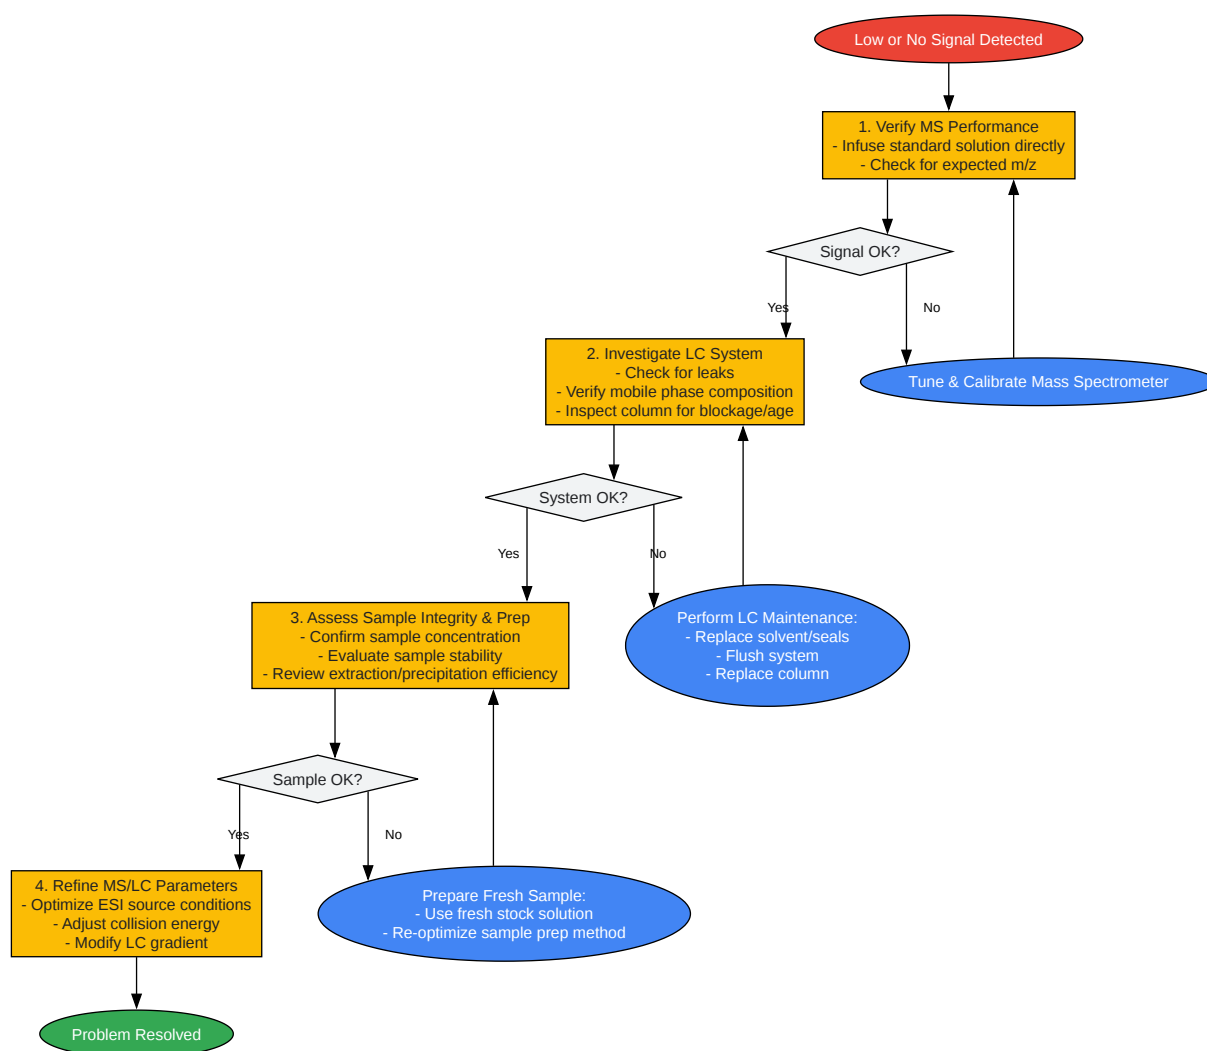 Low or No Signal Detected
1. Verify MS Performance
- Infuse standard solution directly
- Check for expected m/z
Signal OK?
Yes
No
2. Investigate LC System
- Check for leaks
- Verify mobile phase composition
- Inspect column for blockage/age
Tune & Calibrate Mass Spectrometer
System OK?
Yes
No
3. Assess Sample Integrity & Prep
- Confirm sample concentration
- Evaluate sample stability
- Review extraction/precipitation efficiency
Perform LC Maintenance:
- Replace solvent/seals
- Flush system
- Replace column
Sample OK?
Yes
No
4. Refine MS/LC Parameters
- Optimize ESI source conditions
- Adjust collision energy
- Modify LC gradient
Prepare Fresh Sample:
- Use fresh stock solution
- Re-optimize sample prep method
Problem Resolved